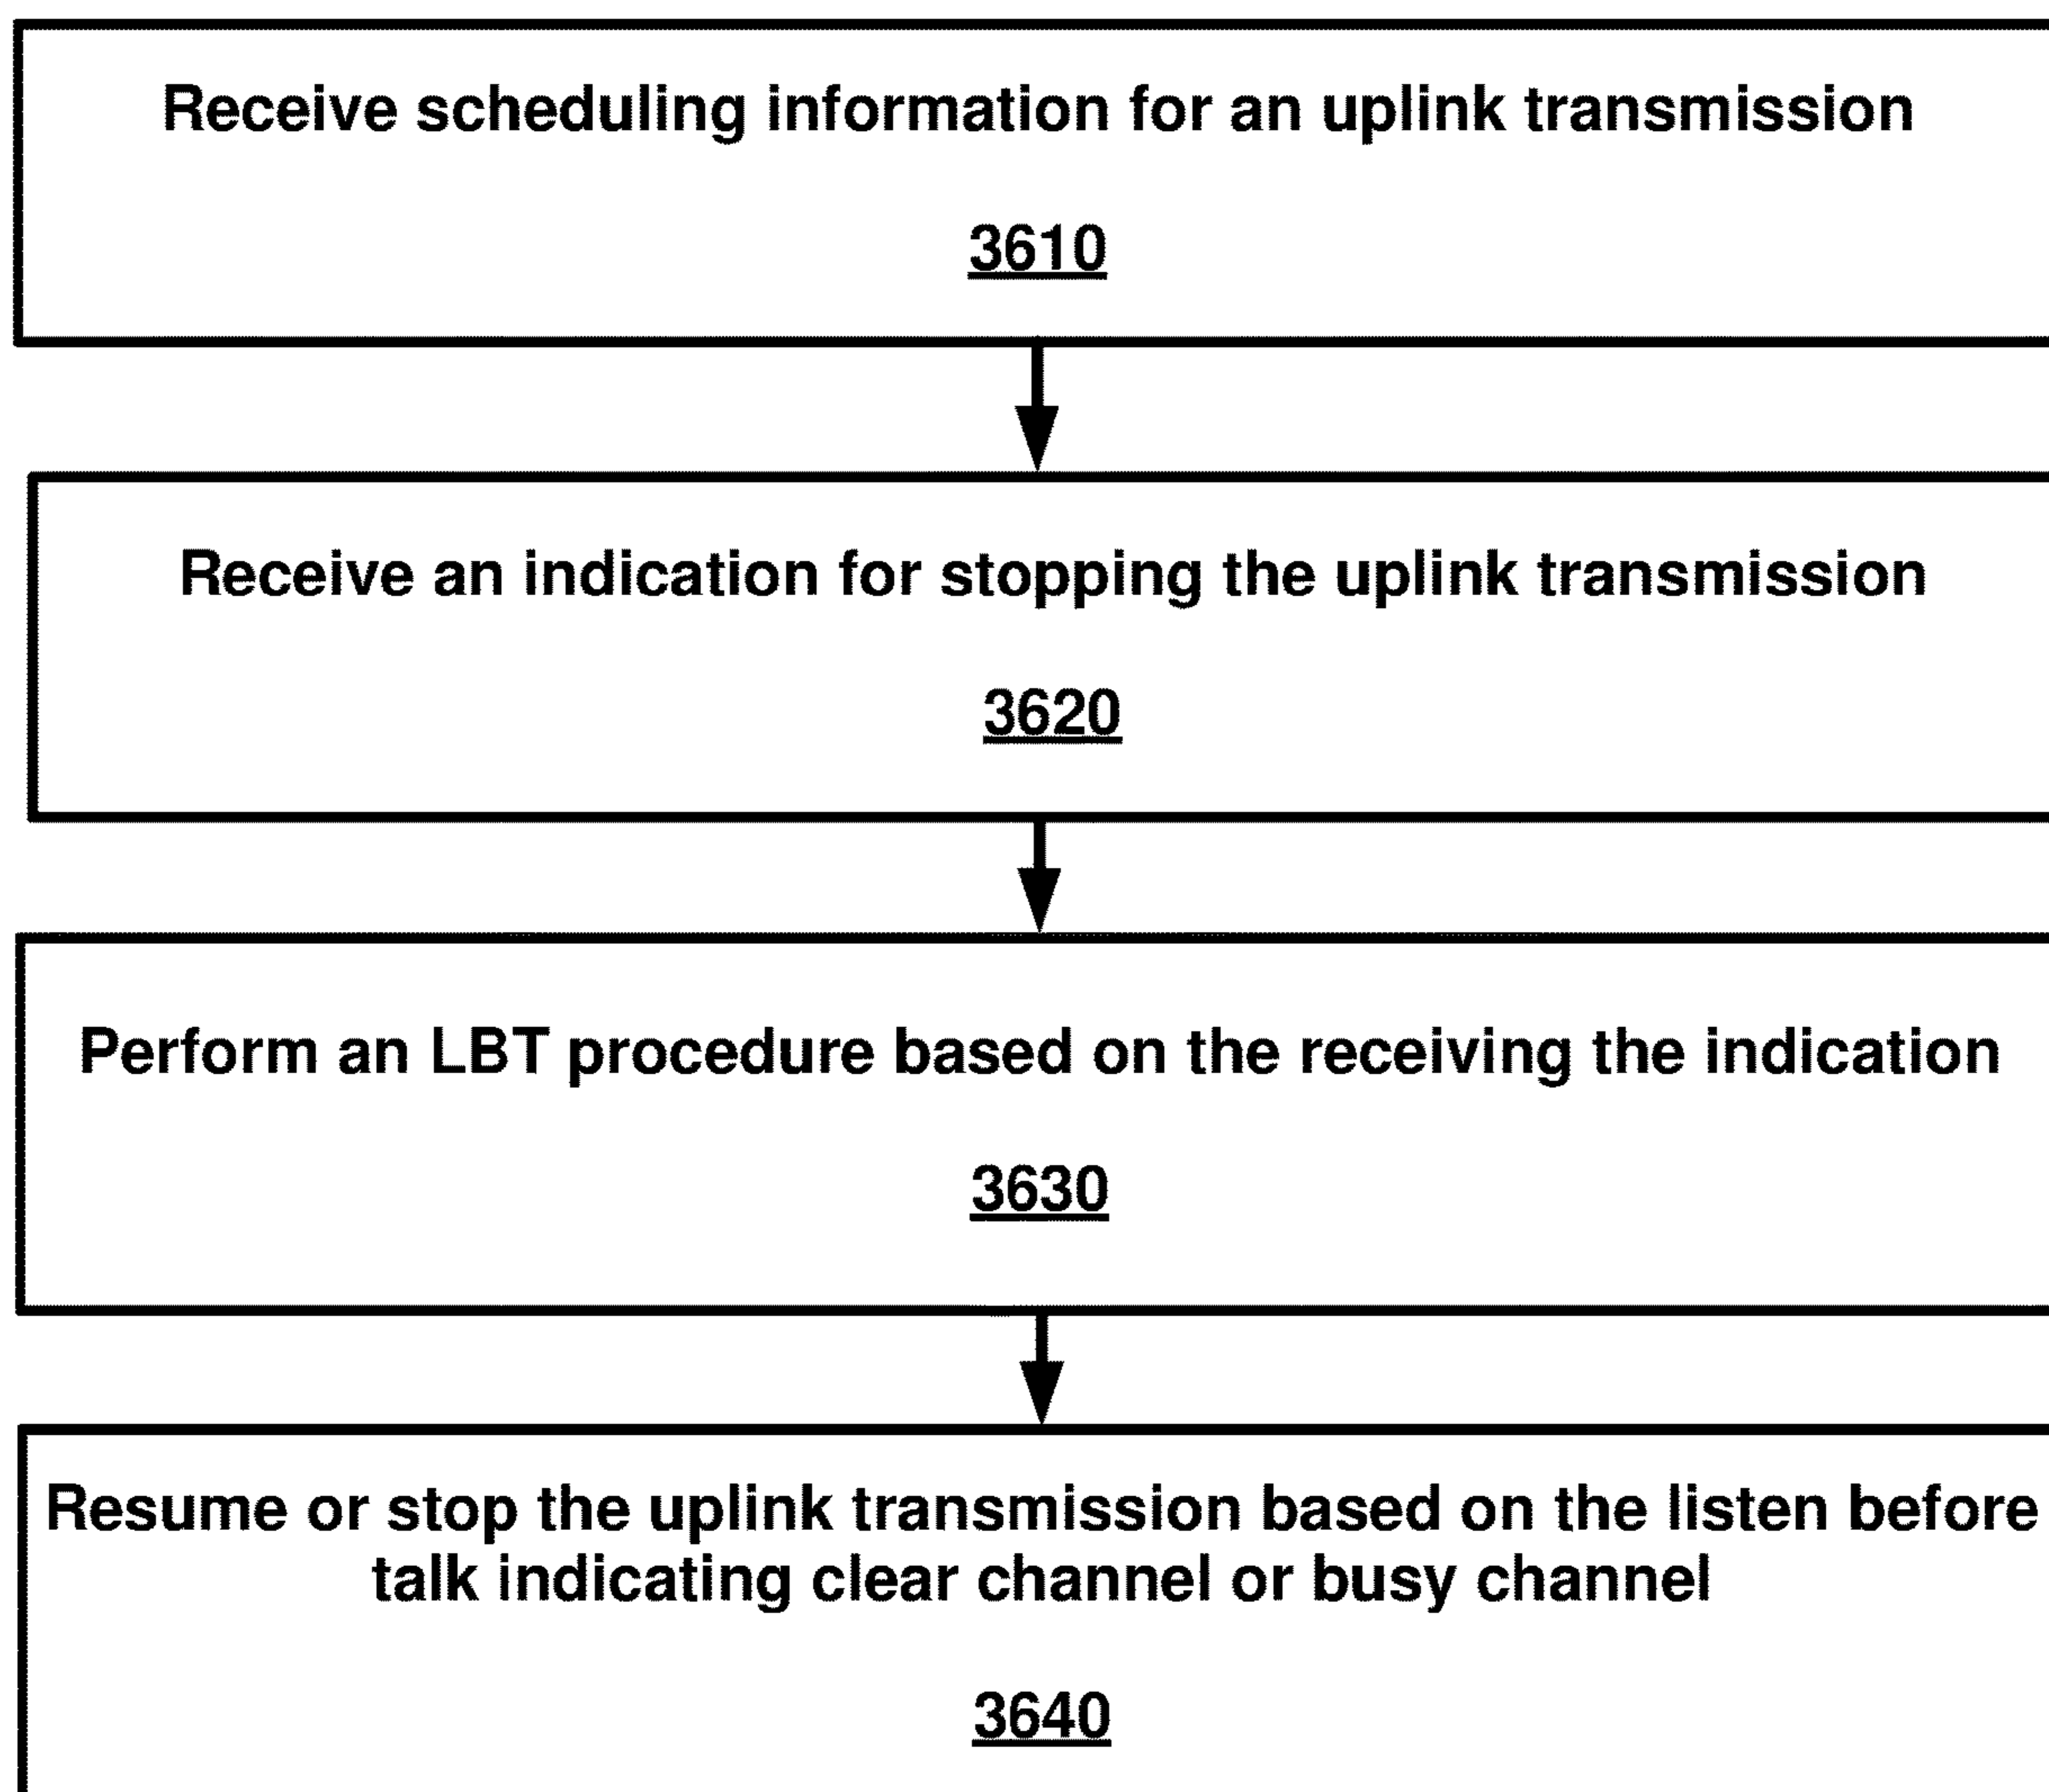 Receive scheduling information for an uplink transmission
3610
Receive an indication for stopping the uplink transmission
3620
Perform an LBT procedure based on the receiving the indication
3630
Resume or stop the uplink transmission based on the listen before
talk indicating clear channel or busy channel
3640